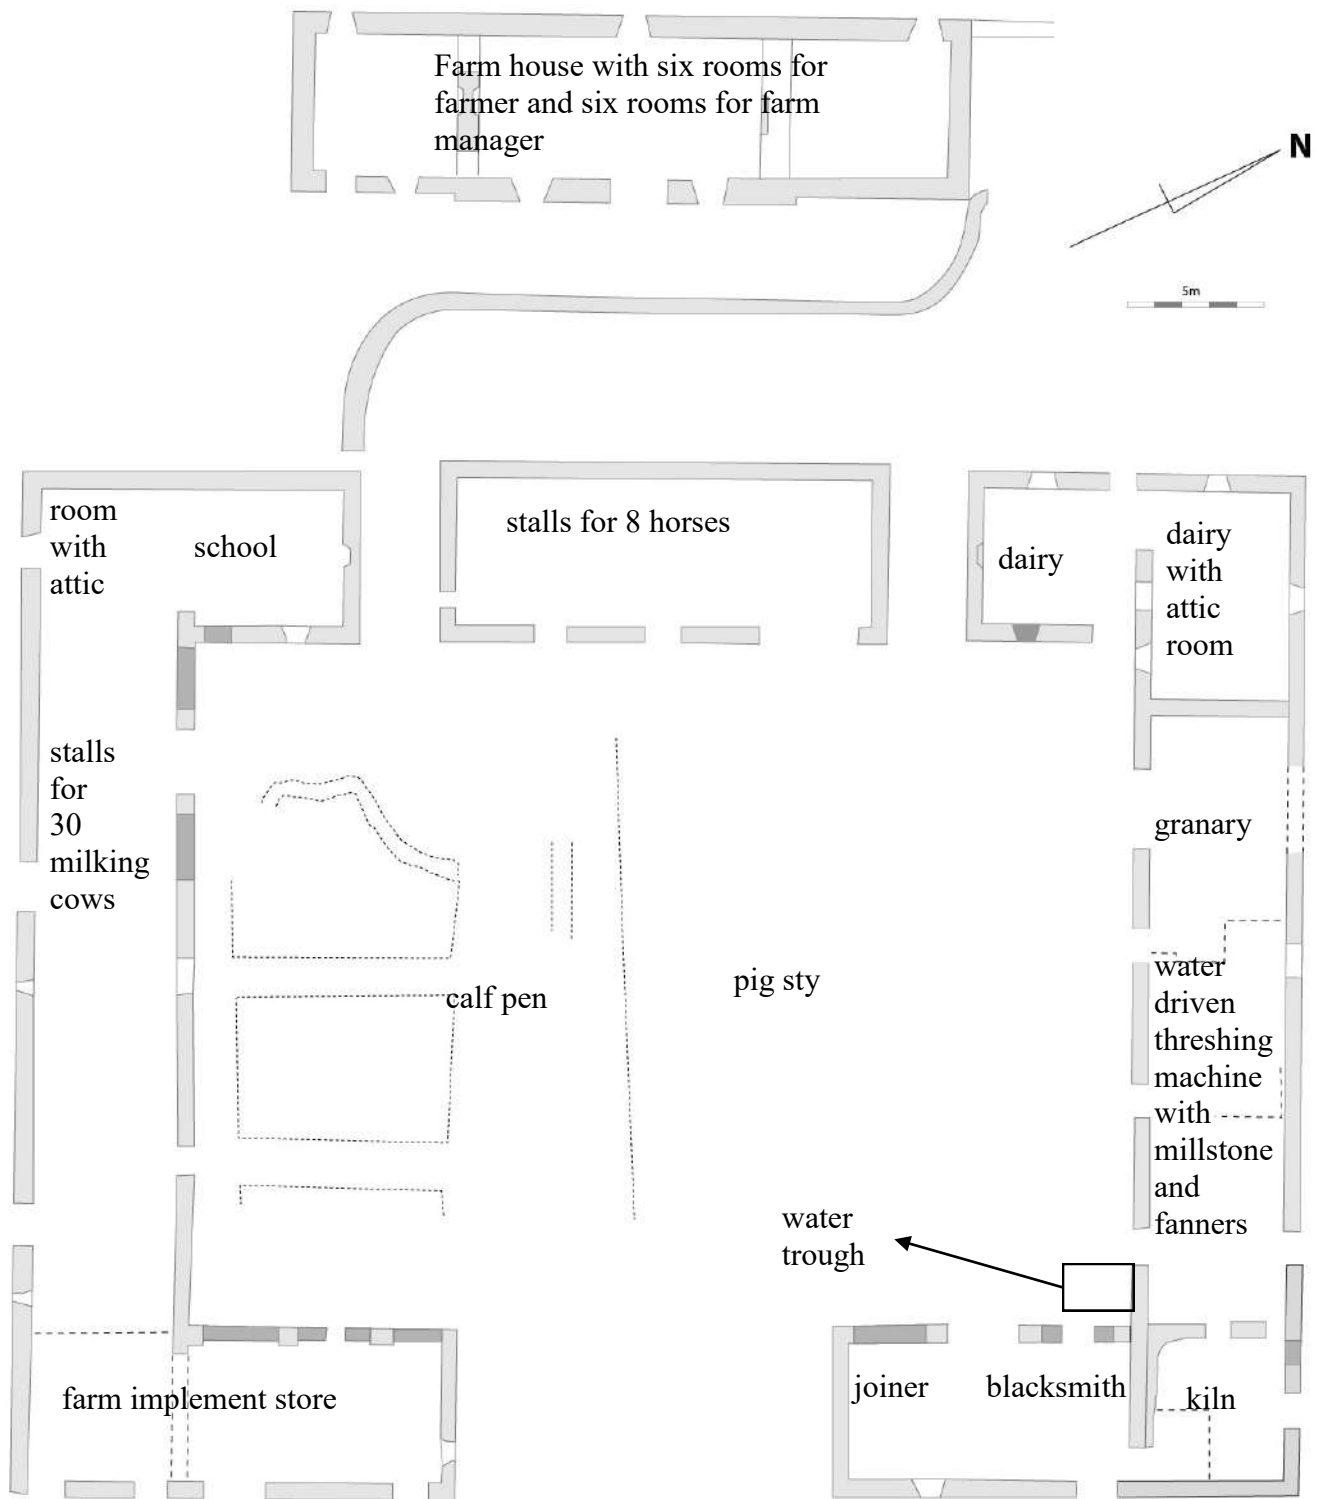 Farm house with six rooms for
farmer and six rooms for farm
manager
N
5m
room
with
attic
school
stalls for 8 horses
dairy
dairy
with
attic
room
stalls
for
30
milking
cows
granary
calf pen
pig sty
water
driven
threshing
machine
with
millstone
and
fanners
water
trough
farm implement store
joiner
blacksmith
kiln